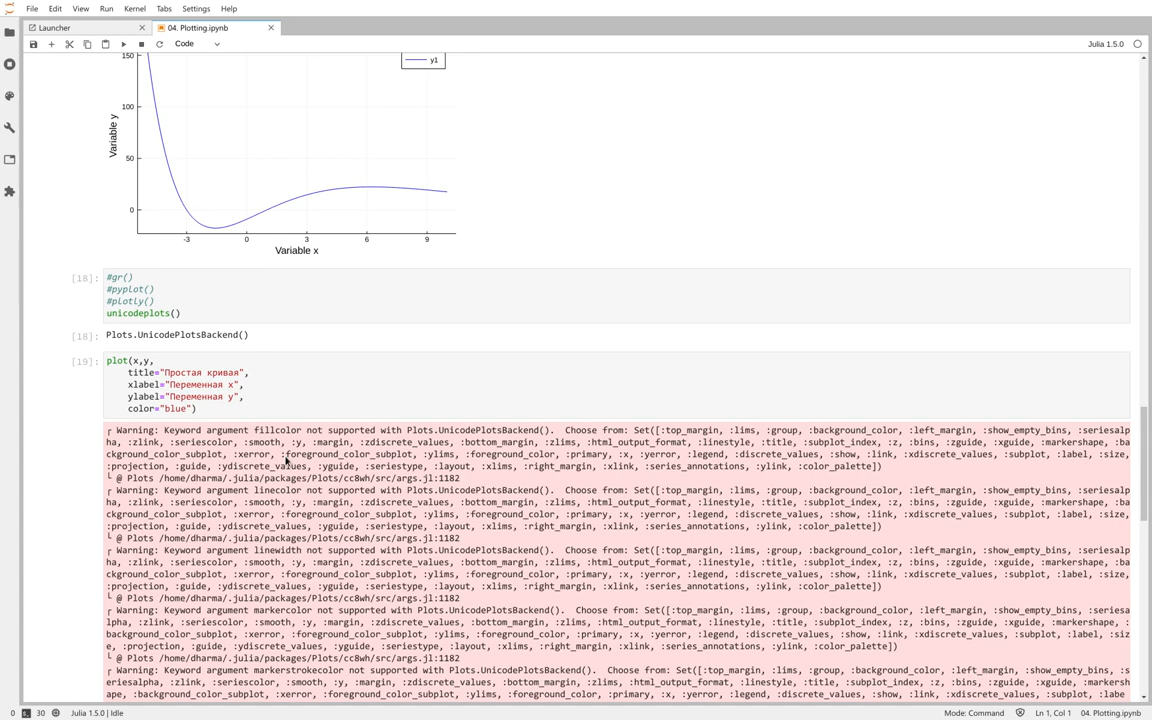 File Edit View Run Kernel Tabs Settings Help
Launcher
04. Plotting.ipynb
Code
Julia 1.5.0
150
100
50
0
Variable y
y1
-3 0 3 6 9
Variable x
[18]:
#gr()
#pyplot()
#plotly()
unicodeplots()
[18]: Plots.UnicodePlotsBackend()
[19]: plot(x,y,
title="Простая кривая",
xlabel="Переменная x",
ylabel="Переменная y",
color="blue")
┌ Warning: Keyword argument fillcolor not supported with Plots.UnicodePlotsBackend().  Choose from: Set([:top_margin, :lims, :group, :background_color, :left_margin, :show_empty_bins, :seriesalp
ha, :zlink, :seriescolor, :smooth, :y, :margin, :zdiscrete_values, :bottom_margin, :zlims, :html_output_format, :linestyle, :title, :subplot_index, :z, :bins, :zguide, :xguide, :markershape, :ba
ckground_color_subplot, :xerror, :foreground_color_subplot, :ylims, :foreground_color, :primary, :x, :yerror, :legend, :discrete_values, :show, :link, :xdiscrete_values, :subplot, :label, :size,
:projection, :guide, :ydiscrete_values, :yguide, :seriestype, :layout, :xlims, :right_margin, :xlink, :series_annotations, :ylink, :color_palette])
└ @ Plots /home/dharma/.julia/packages/Plots/cc8wh/src/args.jl:1182
┌ Warning: Keyword argument linecolor not supported with Plots.UnicodePlotsBackend().  Choose from: Set([:top_margin, :lims, :group, :background_color, :left_margin, :show_empty_bins, :seriesalp
ha, :zlink, :seriescolor, :smooth, :y, :margin, :zdiscrete_values, :bottom_margin, :zlims, :html_output_format, :linestyle, :title, :subplot_index, :z, :bins, :zguide, :xguide, :markershape, :ba
ckground_color_subplot, :xerror, :foreground_color_subplot, :ylims, :foreground_color, :primary, :x, :yerror, :legend, :discrete_values, :show, :link, :xdiscrete_values, :subplot, :label, :size,
:projection, :guide, :ydiscrete_values, :yguide, :seriestype, :layout, :xlims, :right_margin, :xlink, :series_annotations, :ylink, :color_palette])
└ @ Plots /home/dharma/.julia/packages/Plots/cc8wh/src/args.jl:1182
┌ Warning: Keyword argument linewidth not supported with Plots.UnicodePlotsBackend().  Choose from: Set([:top_margin, :lims, :group, :background_color, :left_margin, :show_empty_bins, :seriesalp
ha, :zlink, :seriescolor, :smooth, :y, :margin, :zdiscrete_values, :bottom_margin, :zlims, :html_output_format, :linestyle, :title, :subplot_index, :z, :bins, :zguide, :xguide, :markershape, :ba
ckground_color_subplot, :xerror, :foreground_color_subplot, :ylims, :foreground_color, :primary, :x, :yerror, :legend, :discrete_values, :show, :link, :xdiscrete_values, :subplot, :label, :size,
:projection, :guide, :ydiscrete_values, :yguide, :seriestype, :layout, :xlims, :right_margin, :xlink, :series_annotations, :ylink, :color_palette])
└ @ Plots /home/dharma/.julia/packages/Plots/cc8wh/src/args.jl:1182
┌ Warning: Keyword argument markercolor not supported with Plots.UnicodePlotsBackend().  Choose from: Set([:top_margin, :lims, :group, :background_color, :left_margin, :show_empty_bins, :seriesa
lpha, :zlink, :seriescolor, :smooth, :y, :margin, :zdiscrete_values, :bottom_margin, :zlims, :html_output_format, :linestyle, :title, :subplot_index, :z, :bins, :zguide, :xguide, :markershape, :
background_color_subplot, :xerror, :foreground_color_subplot, :ylims, :foreground_color, :primary, :x, :yerror, :legend, :discrete_values, :show, :link, :xdiscrete_values, :subplot, :label, :siz
e, :projection, :guide, :ydiscrete_values, :yguide, :seriestype, :layout, :xlims, :right_margin, :xlink, :series_annotations, :ylink, :color_palette])
└ @ Plots /home/dharma/.julia/packages/Plots/cc8wh/src/args.jl:1182
┌ Warning: Keyword argument markerstrokecolor not supported with Plots.UnicodePlotsBackend().  Choose from: Set([:top_margin, :lims, :group, :background_color, :left_margin, :show_empty_bins, :s
eriesalpha, :zlink, :seriescolor, :smooth, :y, :margin, :zdiscrete_values, :bottom_margin, :zlims, :html_output_format, :linestyle, :title, :subplot_index, :z, :bins, :zguide, :xguide, :markersh
ape, :background_color_subplot, :xerror, :foreground_color_subplot, :ylims, :foreground_color, :primary, :x, :yerror, :legend, :discrete_values, :show, :link, :xdiscrete_values, :subplot, :labe
0 30 Julia 1.5.0 | Idle
Mode: Command Ln 1, Col 1 04. Plotting.ipynb